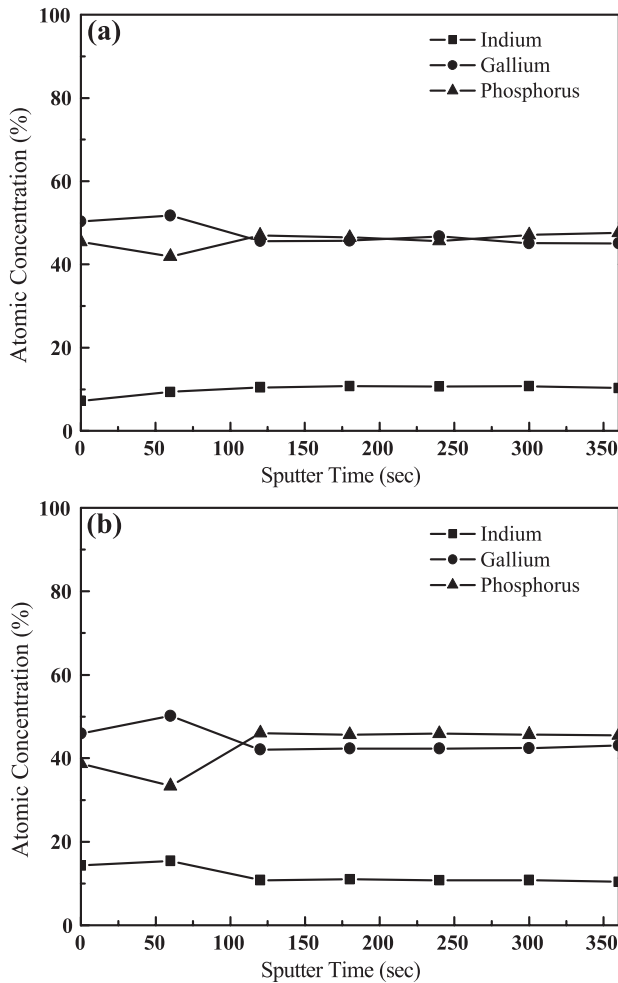 (a)
Indium
Gallium
Phosphorus
100
80
60
40
20
0
Atomic Concentration (%)
0 50 100 150 200 250 300 350
Sputter Time (sec)
(b)
Indium
Gallium
Phosphorus
100
80
60
40
20
0
Atomic Concentration (%)
0 50 100 150 200 250 300 350
Sputter Time (sec)